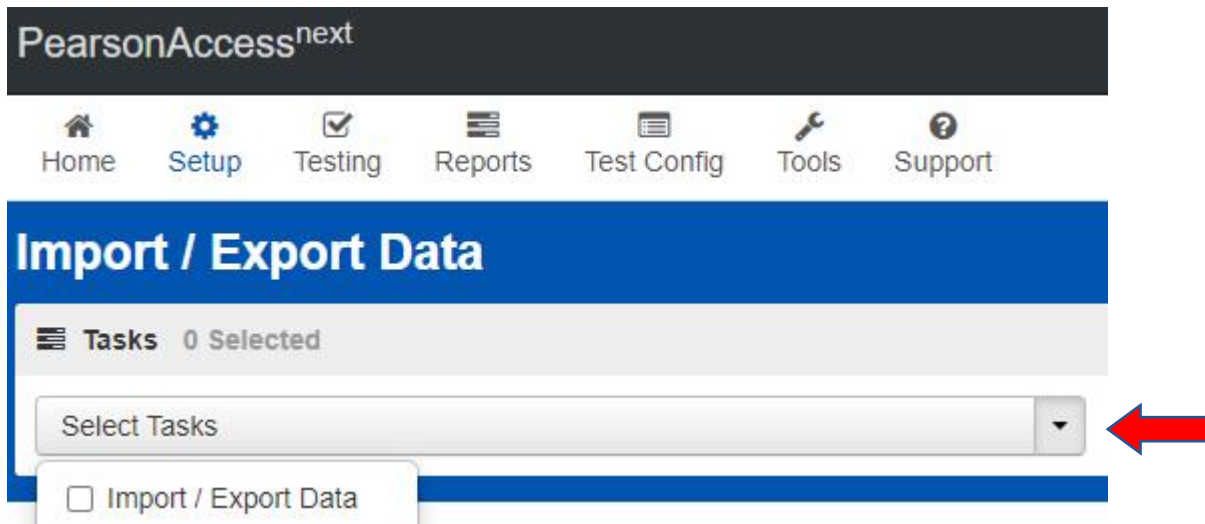 PearsonAccessnext
Home Setup Testing Reports Test Config Tools Support
Import / Export Data
Tasks 0 Selected
Select Tasks
Import / Export Data